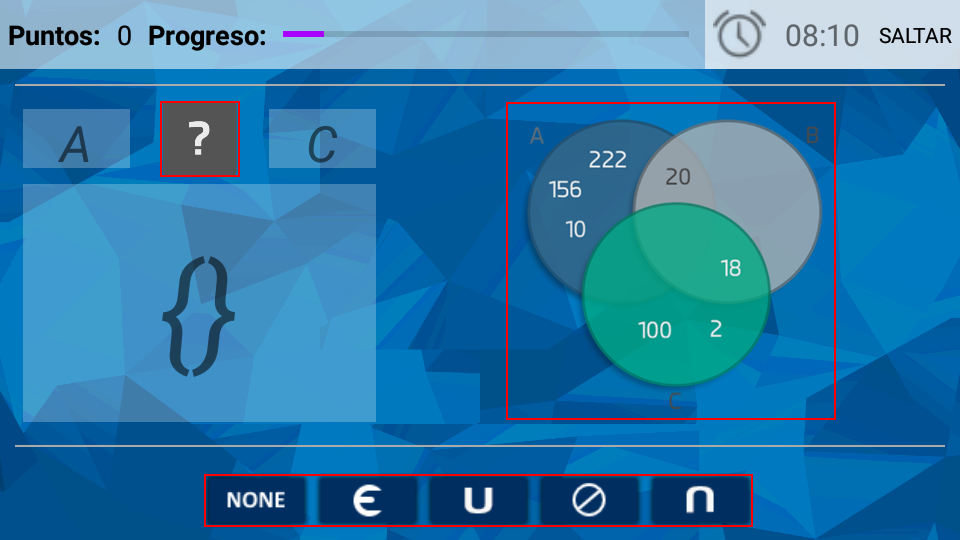 Puntos: 0 Progreso:
08:10 SALTAR
A ? C
{}
A
B
222
156
20
10
18
100 2
C
NONE ∈ U ∅ ∩